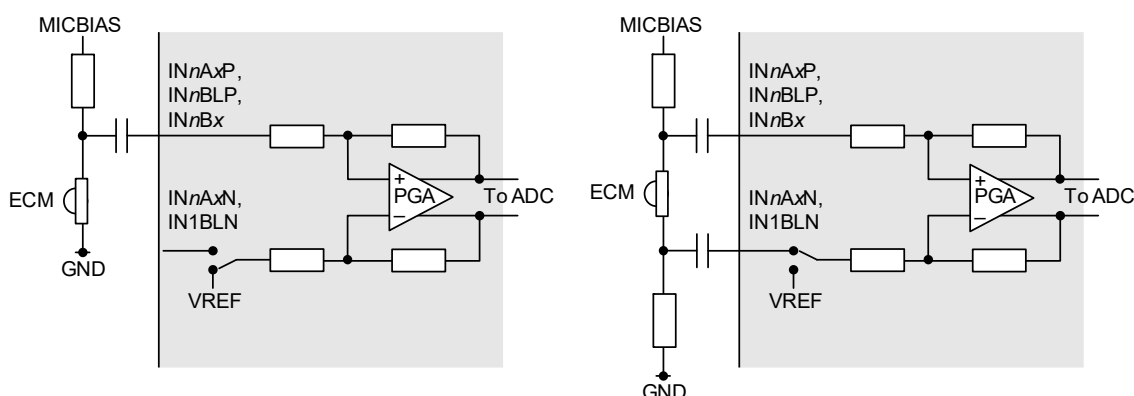 MICBIAS
INnAxP,
INnBLP,
INnBx
ECM
INnAxN,
IN1BLN
+
PGA
−
To ADC
GND
VREF
MICBIAS
INnAxP,
INnBLP,
INnBx
ECM
INnAxN,
IN1BLN
+
PGA
−
To ADC
VREF
GND